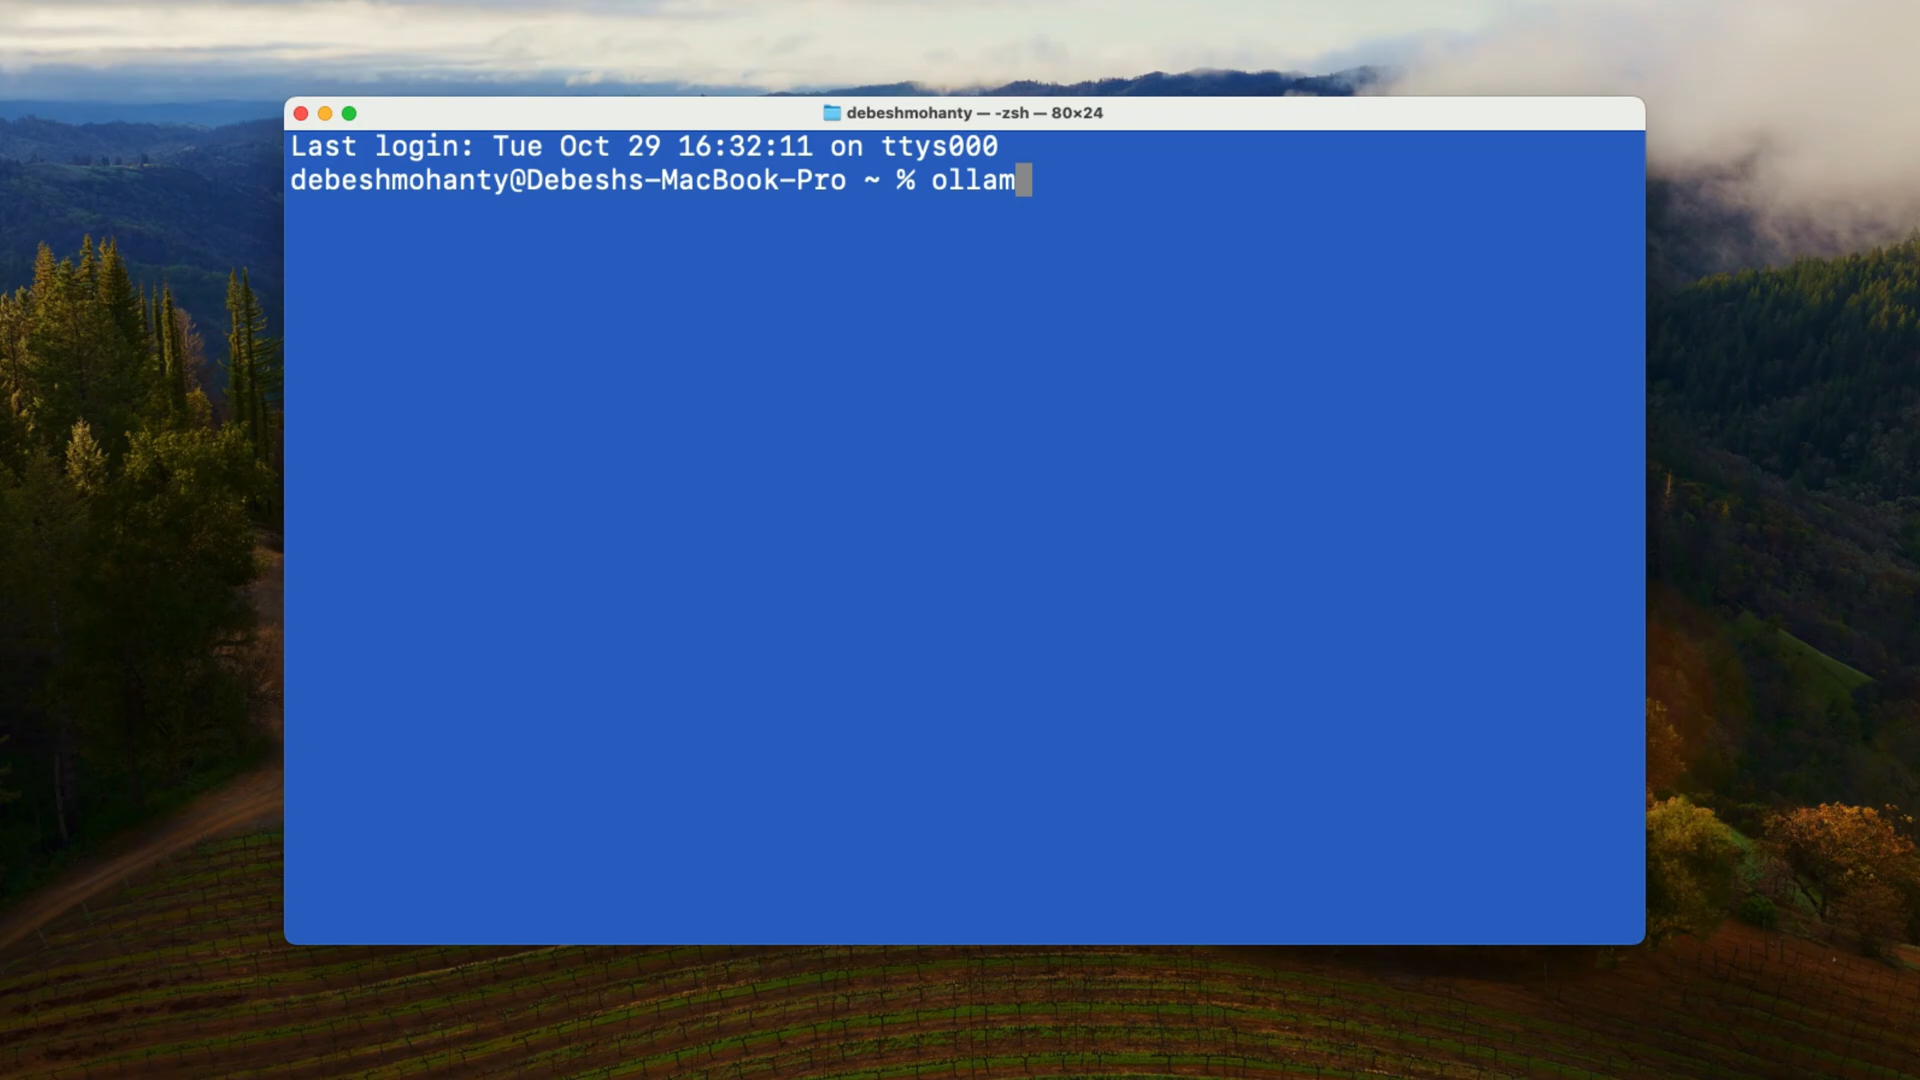 debeshmohanty — -zsh — 80×24
Last login: Tue Oct 29 16:32:11 on ttys000
debeshmohanty@Debeshs-MacBook-Pro ~ % ollam